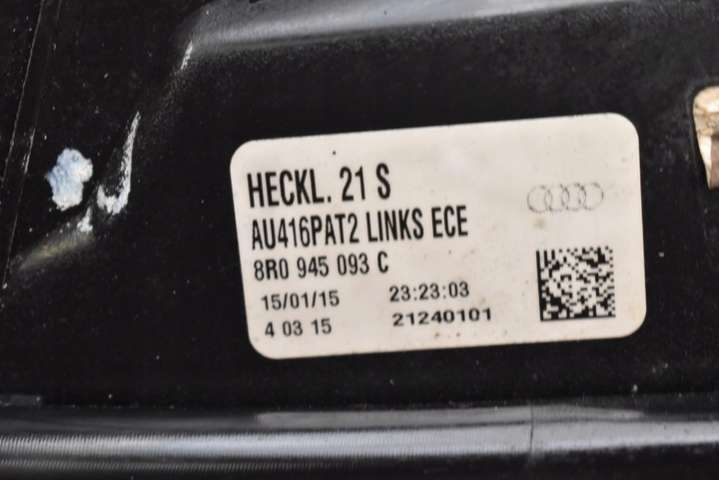 HECKL. 21 S
AU416PAT2 LINKS ECE
8R0 945 093 C
15/01/15 23:23:03
4 03 15 21240101